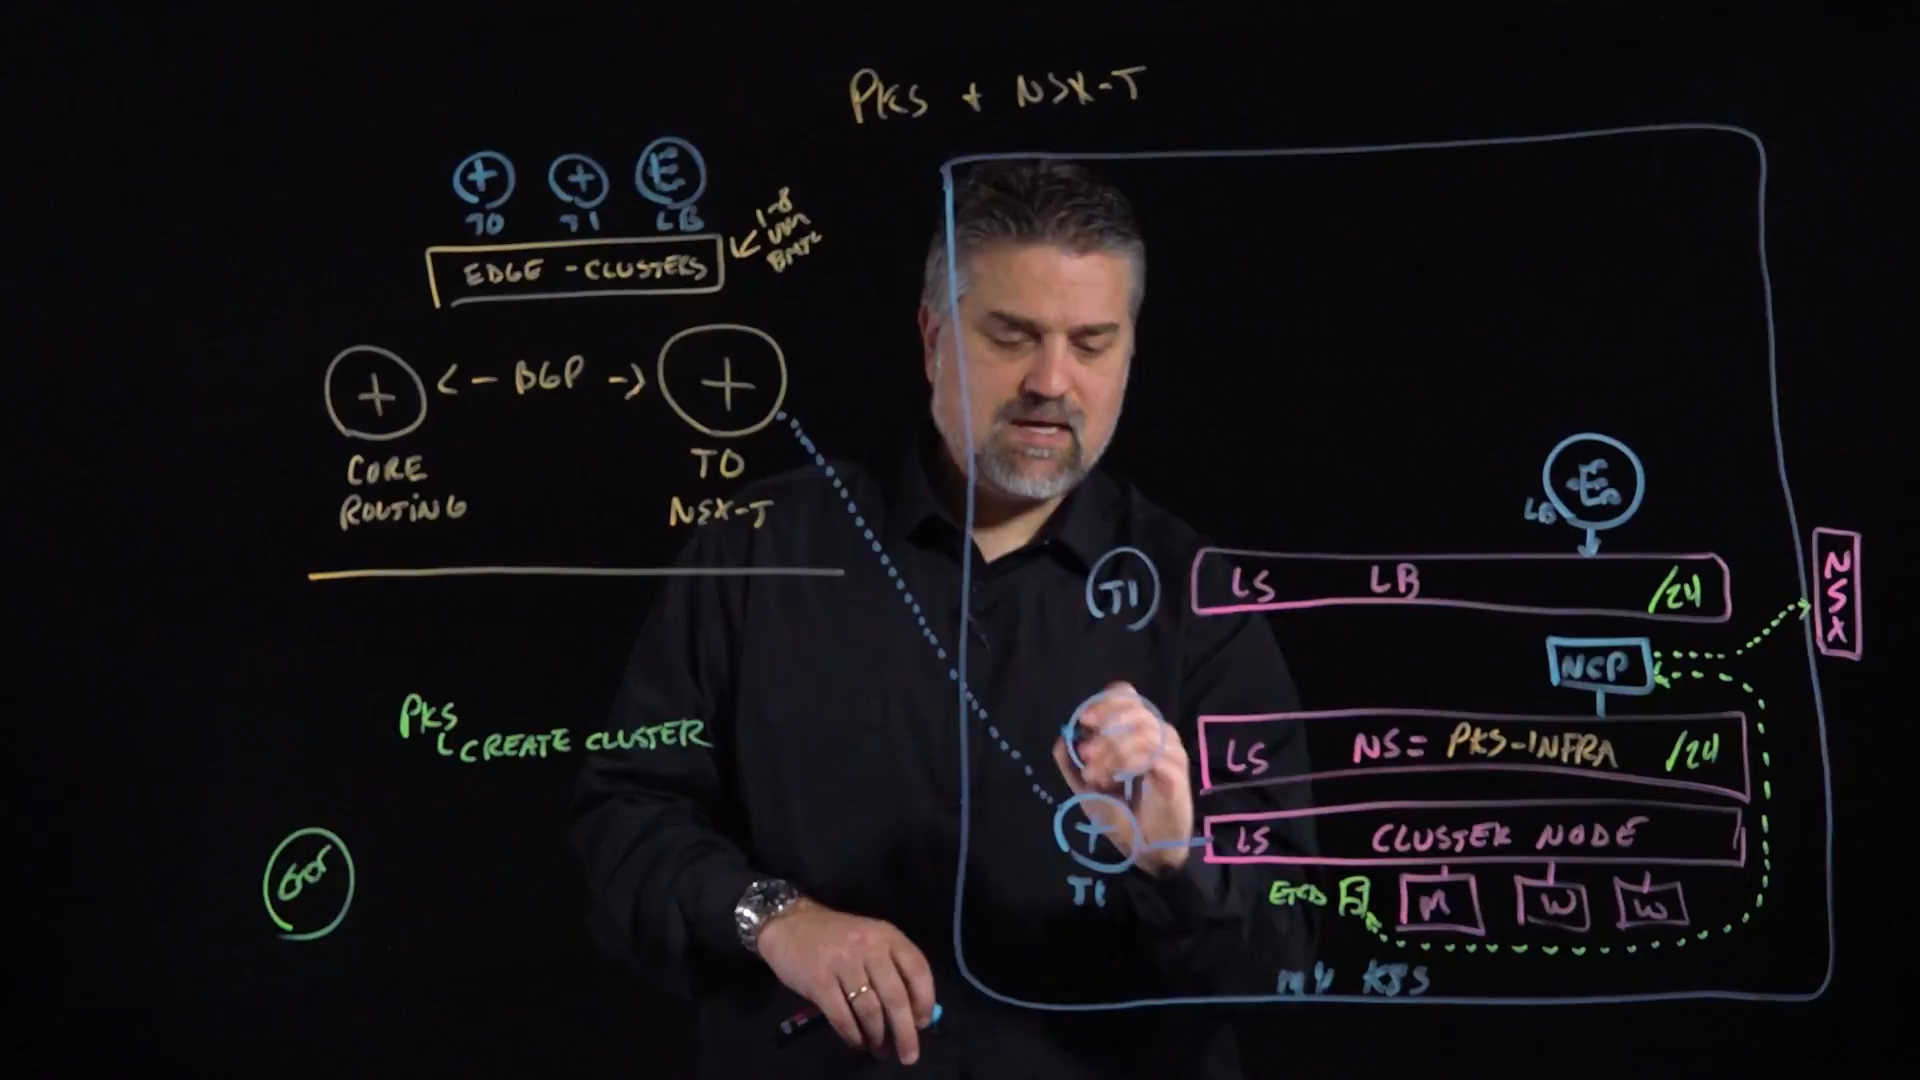 PKS + NSX-T
T0 T1 LB
EDGE - CLUSTERS
1-8
VM
<- BGP ->
CORE
ROUTING
T0
NSX-T
PKS
CREATE CLUSTER
LB
T1
LS LB /24
NSX
NCP
LS NS= PKS-INFRA /24
LS CLUSTER NODE
T1
ETCD
M W W
MY K8S